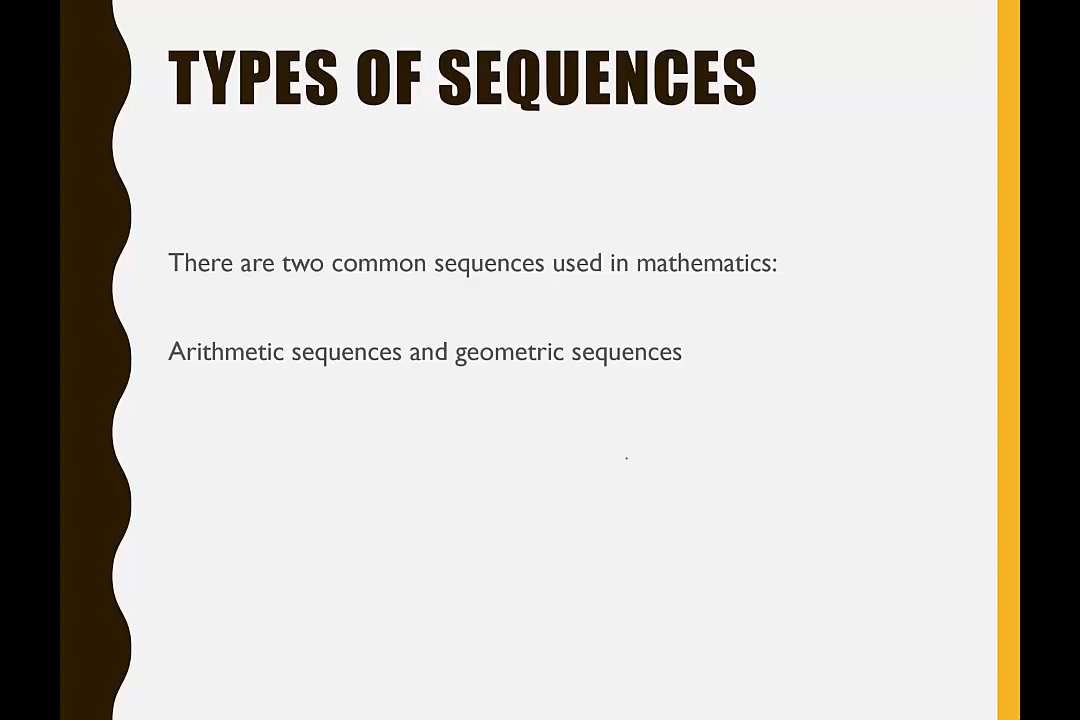 TYPES OF SEQUENCES
There are two common sequences used in mathematics:
Arithmetic sequences and geometric sequences